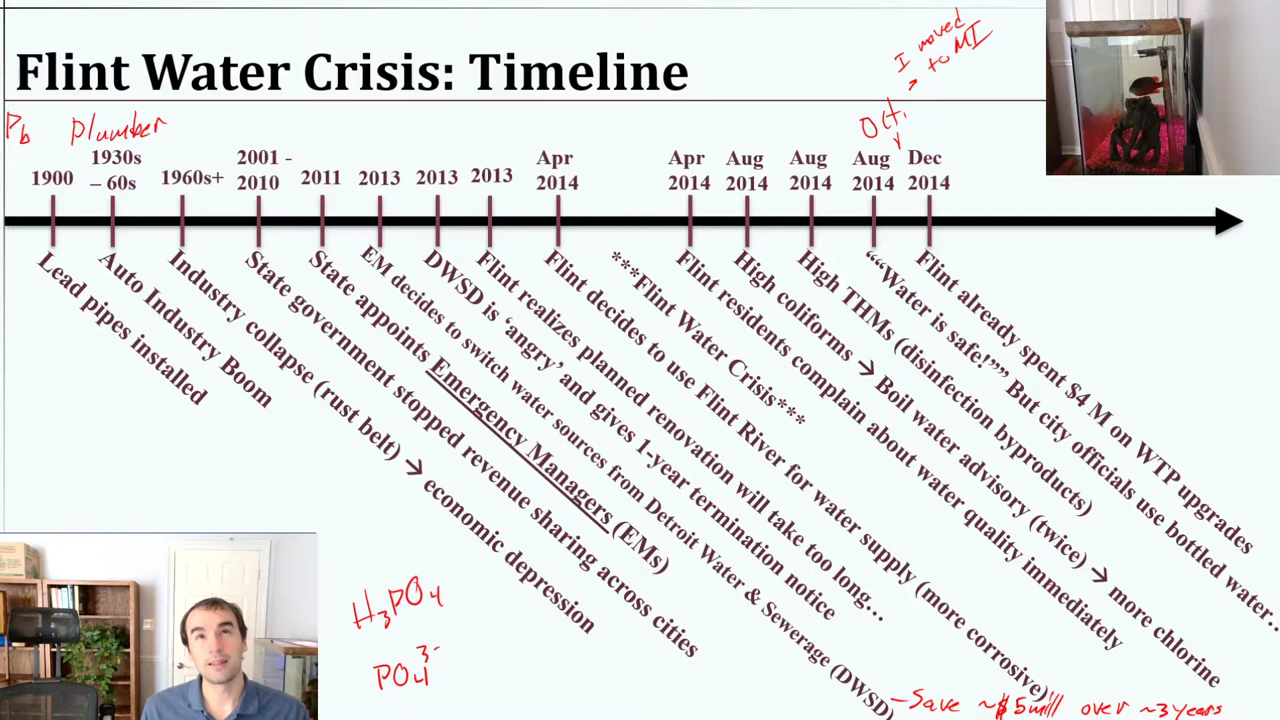 Flint Water Crisis: Timeline
I moved
to MI
Oct.
Pb plumber
1900
1930s
– 60s
1960s+
2001 -
2010
2011
2013
2013
2013
Apr
2014
Apr
2014
Aug
2014
Aug
2014
Aug
2014
Dec
2014
Lead pipes installed
Auto Industry Boom
Industry collapse (rust belt) → economic depression
State government stopped revenue sharing across cities
State appoints Emergency Managers (EMs)
EM decides to switch water sources from Detroit Water & Sewerage (DWSD)
DWSD is ‘angry’ and gives 1-year termination notice
Flint realizes planned renovation will take too long…
Flint decides to use Flint River for water supply (more corrosive)
***Flint Water Crisis***
Flint residents complain about water quality immediately
High coliforms → Boil water advisory (twice) → more chlorine
High THMs (disinfection byproducts)
““Water is safe!”” But city officials use bottled water…
Flint already spent $4 M on WTP upgrades
H3PO4
PO4 3-
- Save ~$5mill over ~3years